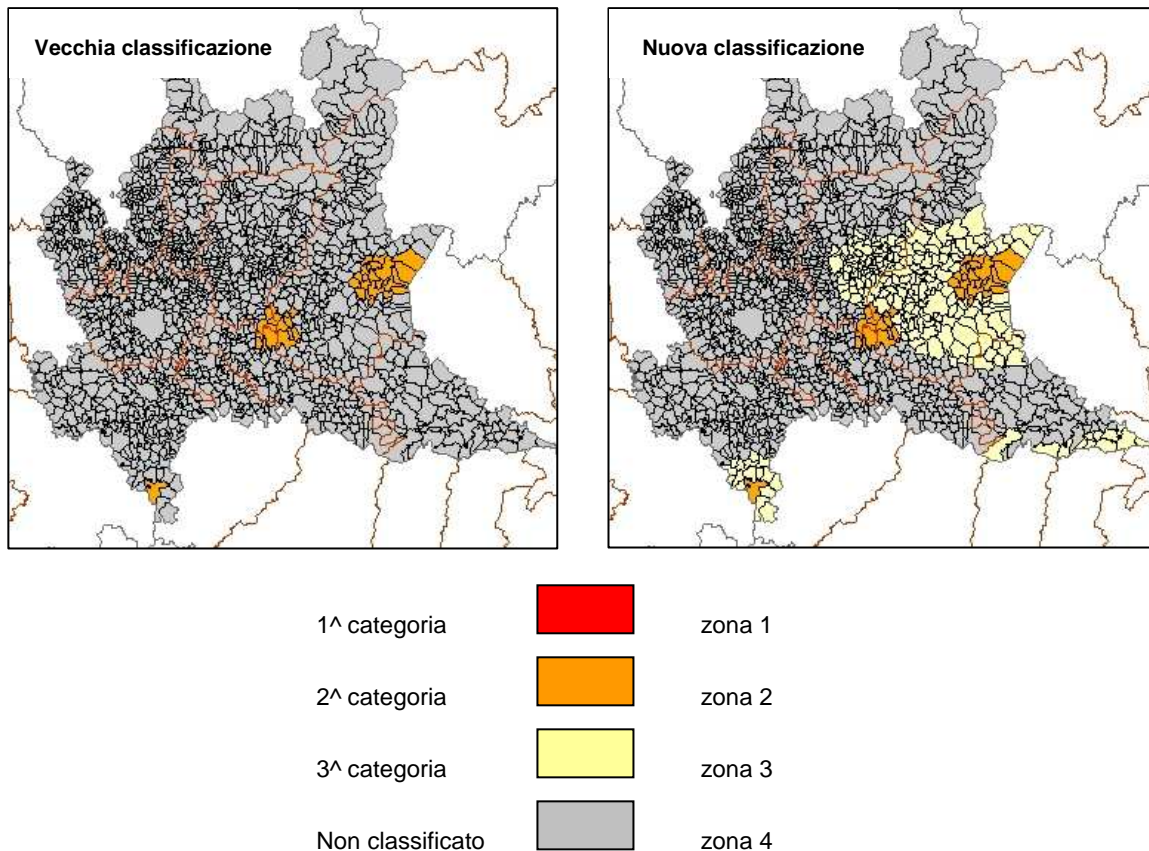 Vecchia classificazione
Nuova classificazione
1^ categoria zona 1
2^ categoria zona 2
3^ categoria zona 3
Non classificato zona 4